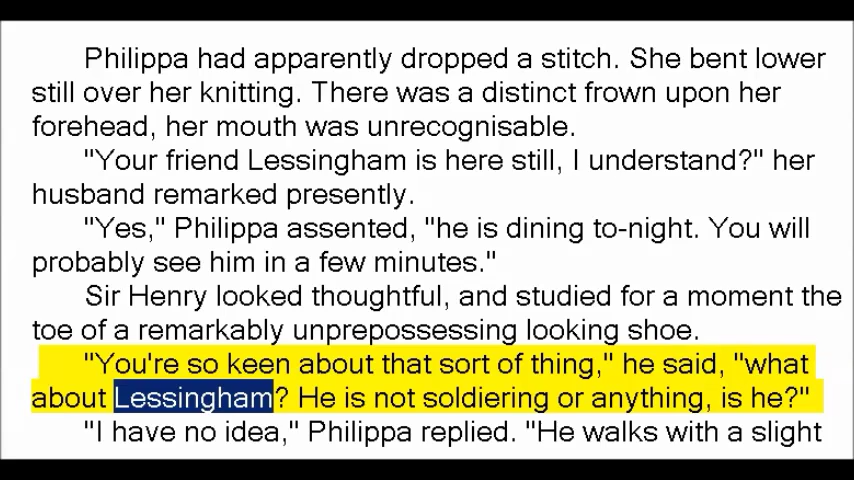 Philippa had apparently dropped a stitch. She bent lower
still over her knitting. There was a distinct frown upon her
forehead, her mouth was unrecognisable.
"Your friend Lessingham is here still, I understand?" her
husband remarked presently.
"Yes," Philippa assented, "he is dining to-night. You will
probably see him in a few minutes."
Sir Henry looked thoughtful, and studied for a moment the
toe of a remarkably unprepossessing looking shoe.
"You're so keen about that sort of thing," he said, "what
about Lessingham? He is not soldiering or anything, is he?"
"I have no idea," Philippa replied. "He walks with a slight